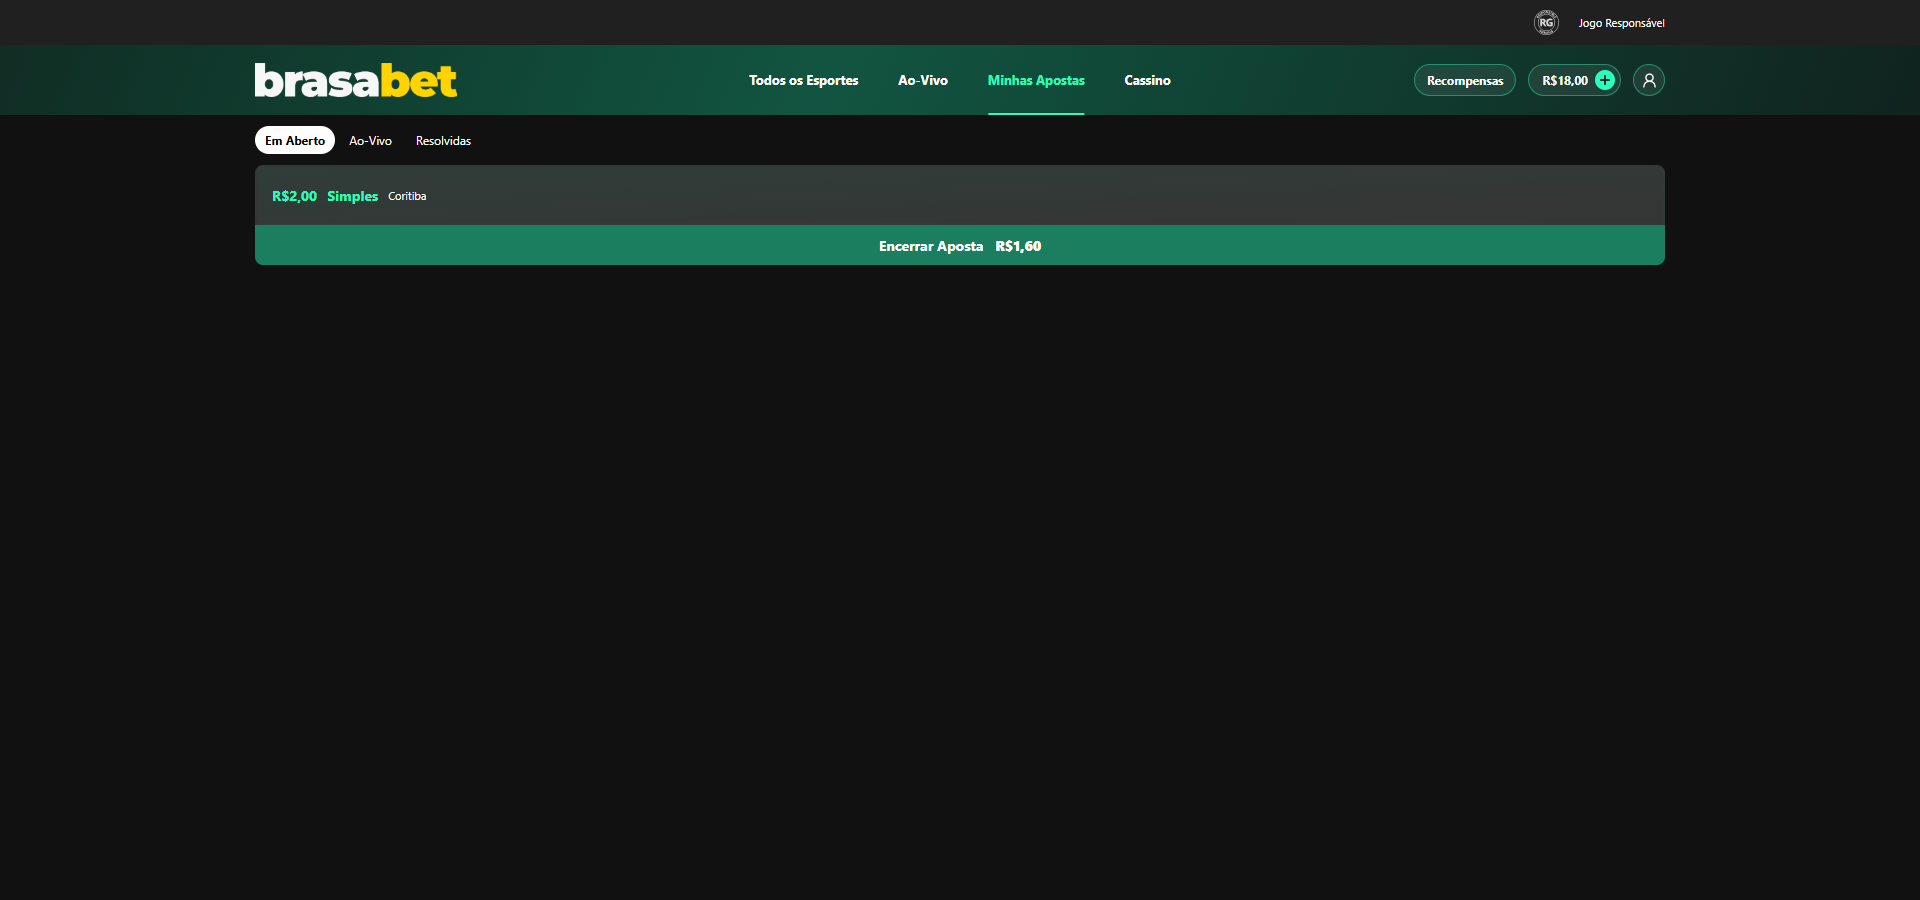 RG Jogo Responsável
brasabet Todos os Esportes Ao-Vivo Minhas Apostas Cassino Recompensas R$18,00
Em Aberto Ao-Vivo Resolvidas
R$2,00 Simples Coritiba
Encerrar Aposta R$1,60